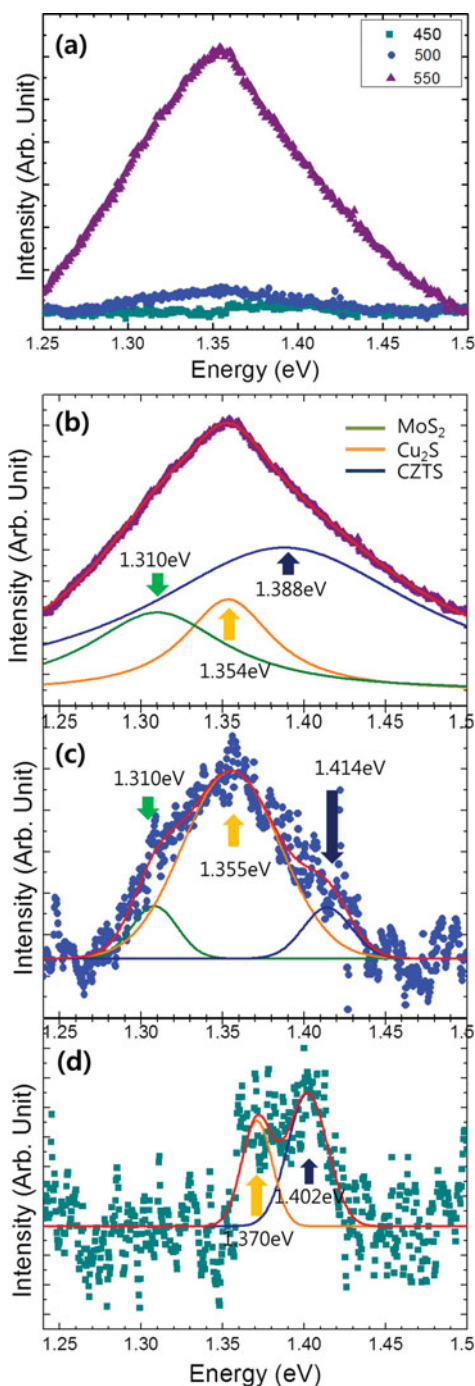 (a)
450
500
550
Intensity (Arb. Unit)
1.25 1.30 1.35 1.40 1.45 1.5
Energy (eV)
(b)
MoS₂
Cu₂S
CZTS
1.310eV
1.388eV
1.354eV
Intensity (Arb. Unit)
1.25 1.30 1.35 1.40 1.45 1.5
(c)
1.414eV
1.310eV
1.355eV
Intensity (Arb. Unit)
1.25 1.30 1.35 1.40 1.45 1.5
(d)
1.402eV
1.370eV
Intensity (Arb. Unit)
1.25 1.30 1.35 1.40 1.45 1.5
Energy (eV)